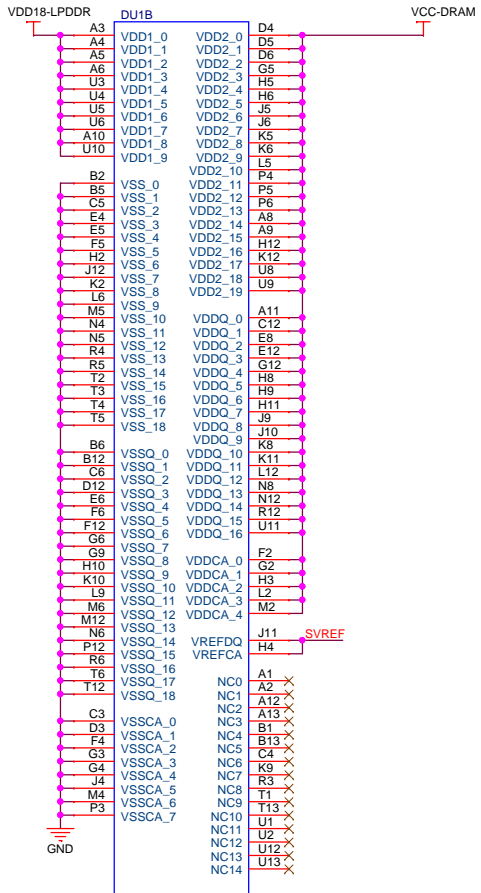 VDD18-LPDDR
DU1B
VCC-DRAM
A3 VDD1_0
A4 VDD1_1
A5 VDD1_2
A6 VDD1_3
U3 VDD1_4
U4 VDD1_5
U5 VDD1_6
U6 VDD1_7
A10 VDD1_8
U10 VDD1_9
B2 VSS_0
B5 VSS_1
C5 VSS_2
E4 VSS_3
E5 VSS_4
F5 VSS_5
H2 VSS_6
J12 VSS_7
K2 VSS_8
L6 VSS_9
M5 VSS_10
N4 VSS_11
N5 VSS_12
R4 VSS_13
R5 VSS_14
T2 VSS_15
T3 VSS_16
T4 VSS_17
T5 VSS_18
B6 VSSQ_0
B12 VSSQ_1
C6 VSSQ_2
D12 VSSQ_3
E6 VSSQ_4
F6 VSSQ_5
F12 VSSQ_6
G6 VSSQ_7
G9 VSSQ_8
H10 VSSQ_9
K10 VSSQ_10
L9 VSSQ_11
M6 VSSQ_12
M12 VSSQ_13
N6 VSSQ_14
P12 VSSQ_15
R6 VSSQ_16
T6 VSSQ_17
T12 VSSQ_18
C3 VSSCA_0
D3 VSSCA_1
F4 VSSCA_2
G3 VSSCA_3
G4 VSSCA_4
J4 VSSCA_5
M4 VSSCA_6
P3 VSSCA_7
GND
VDD2_0 D4
VDD2_1 D5
VDD2_2 D6
VDD2_3 G5
VDD2_4 H5
VDD2_5 H6
VDD2_6 J5
VDD2_7 J6
VDD2_8 K5
VDD2_9 K6
VDD2_10 L5
VDD2_11 P4
VDD2_12 P5
VDD2_13 P6
VDD2_14 A8
VDD2_15 A9
VDD2_16 H12
VDD2_17 K12
VDD2_18 U8
VDD2_19 U9
VDDQ_0 A11
VDDQ_1 C12
VDDQ_2 E8
VDDQ_3 E12
VDDQ_4 G12
VDDQ_5 H8
VDDQ_6 H9
VDDQ_7 H11
VDDQ_8 J9
VDDQ_9 J10
VDDQ_10 K8
VDDQ_11 K11
VDDQ_12 L12
VDDQ_13 N8
VDDQ_14 N12
VDDQ_15 R12
VDDQ_16 U11
VDDCA_0 F2
VDDCA_1 G2
VDDCA_2 H3
VDDCA_3 L2
VDDCA_4 M2
VREFDQ J11 SVREF
VREFCA H4
NC0 A1
NC1 A2
NC2 A12
NC3 A13
NC4 B1
NC5 B13
NC6 C4
NC7 K9
NC8 R3
NC9 T1
NC10 T13
NC11 U1
NC12 U2
NC13 U12
NC14 U13